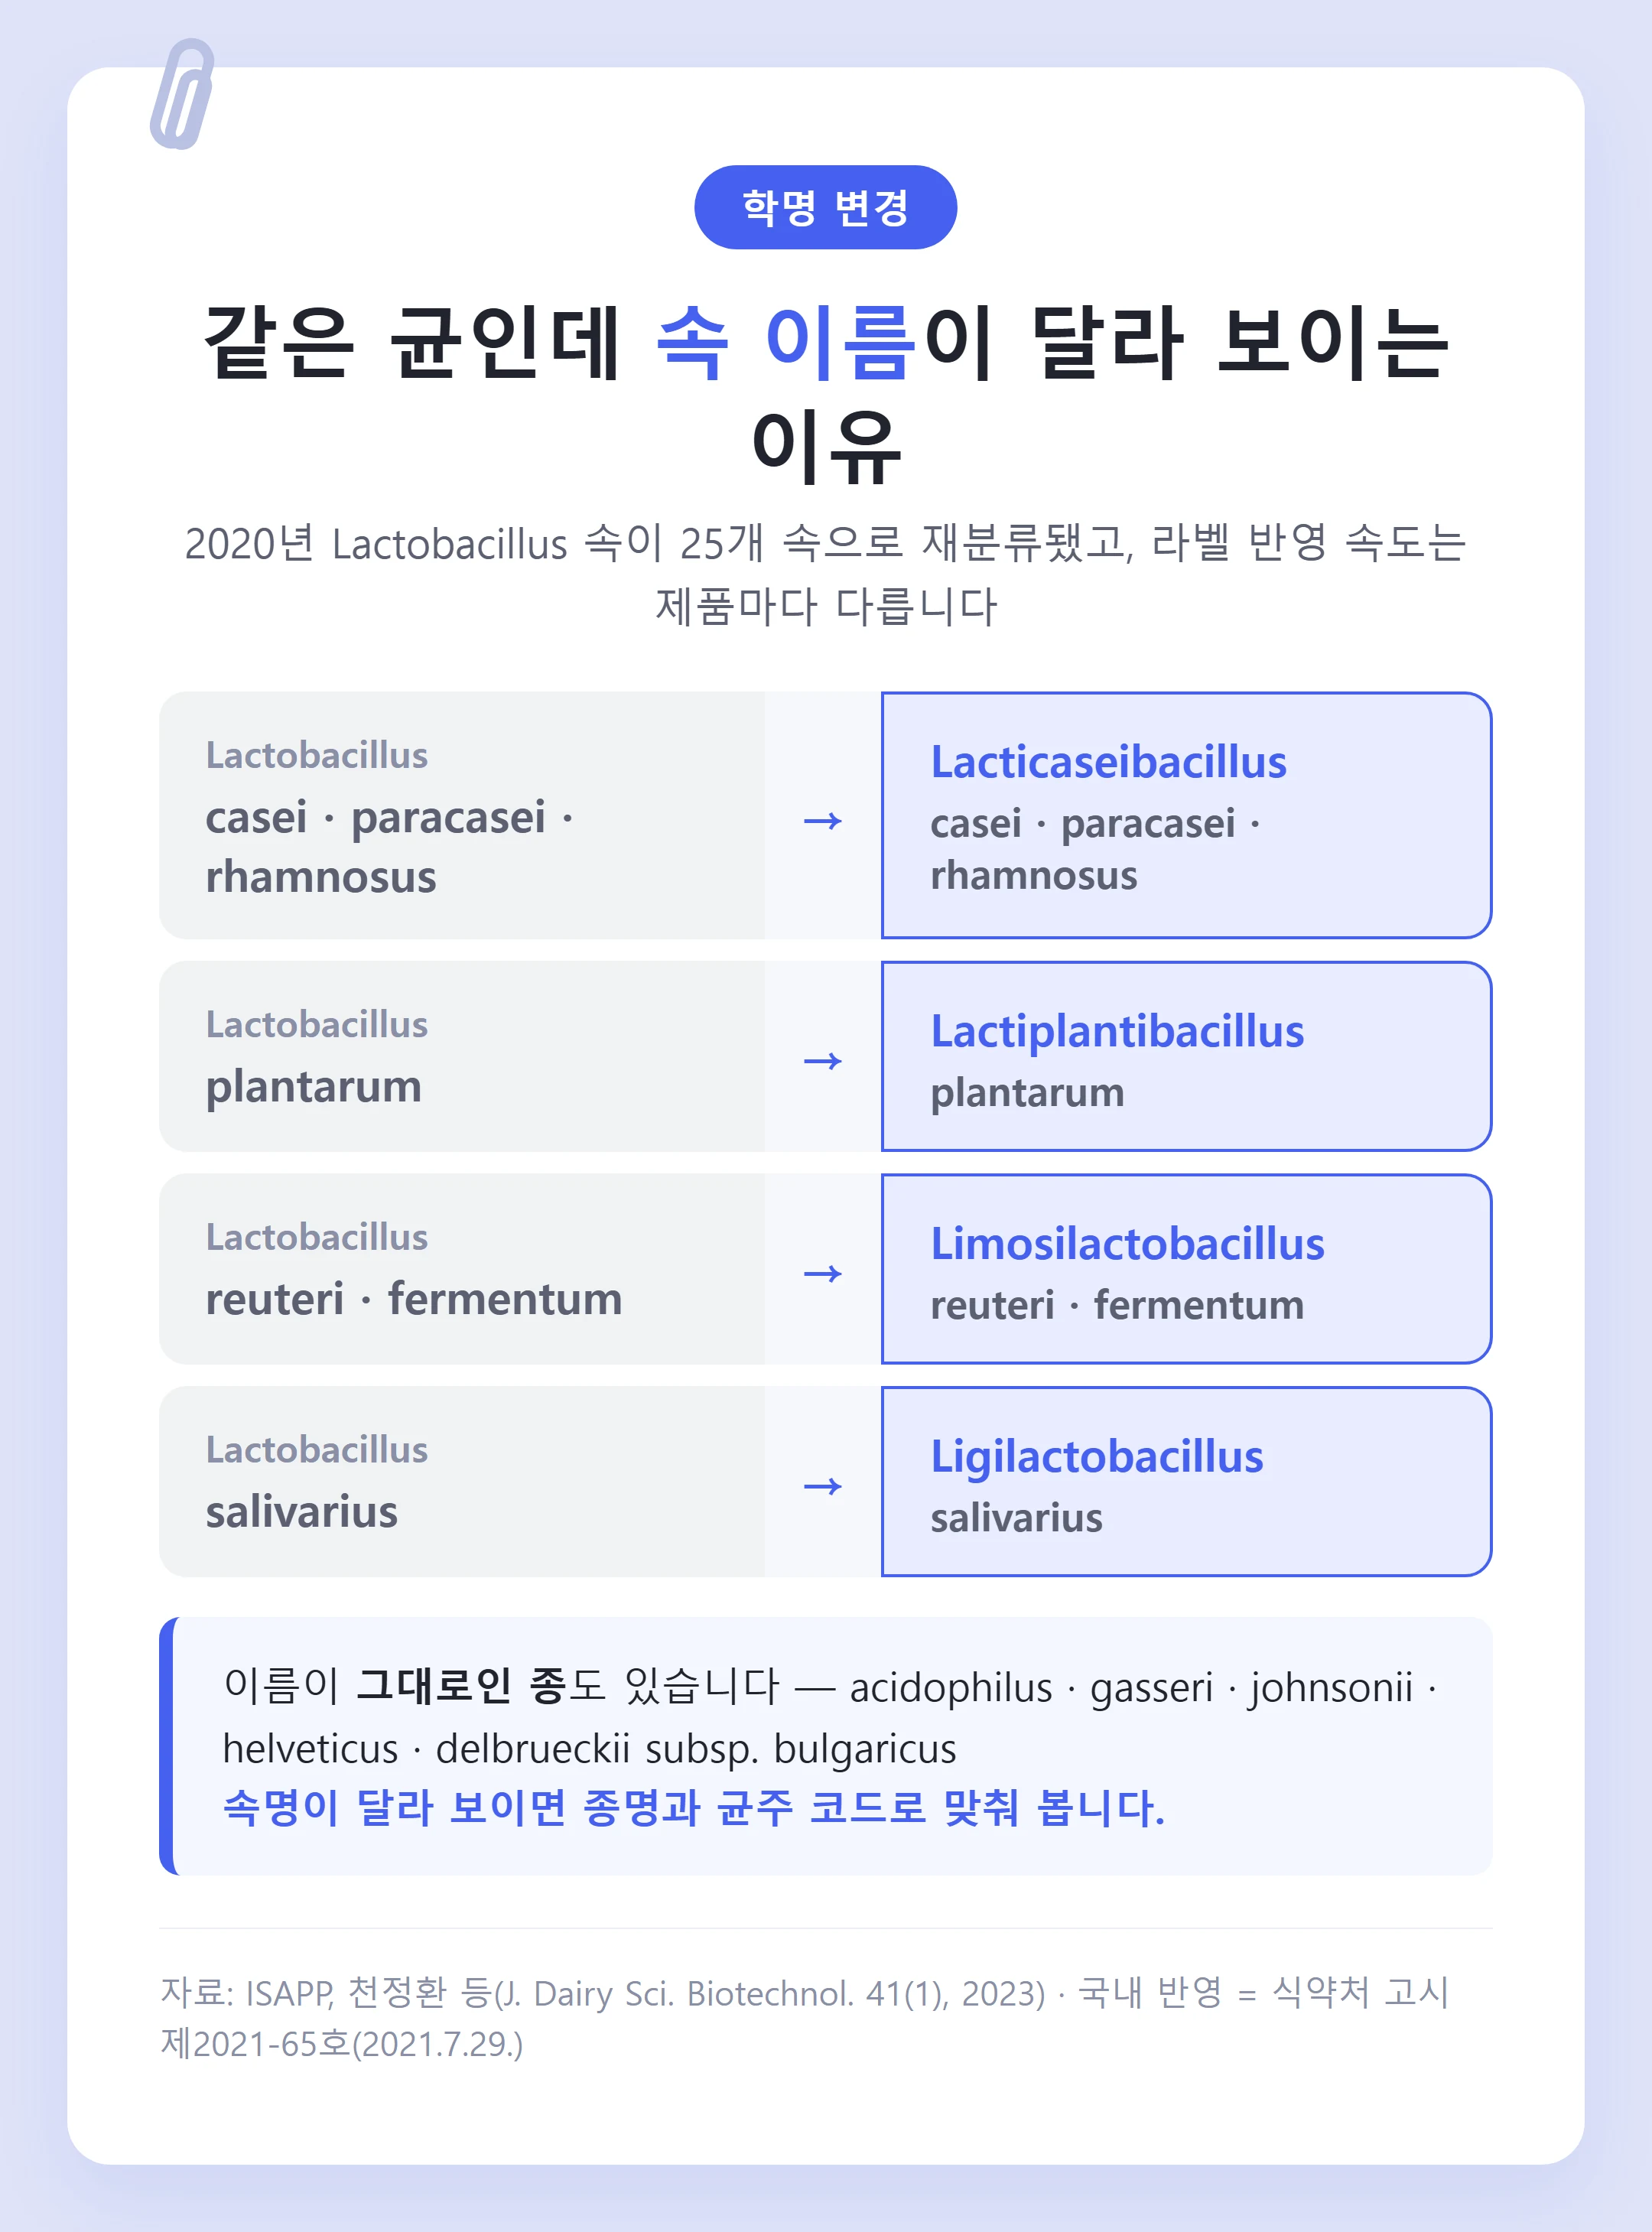 학명 변경
같은 균인데 속 이름이 달라 보이는
이유
2020년 Lactobacillus 속이 25개 속으로 재분류됐고, 라벨 반영 속도는
제품마다 다릅니다
Lactobacillus
casei · paracasei ·
rhamnosus
→
Lacticaseibacillus
casei · paracasei ·
rhamnosus
Lactobacillus
plantarum
→
Lactiplantibacillus
plantarum
Lactobacillus
reuteri · fermentum
→
Limosilactobacillus
reuteri · fermentum
Lactobacillus
salivarius
→
Ligilactobacillus
salivarius
이름이 그대로인 종도 있습니다 — acidophilus · gasseri · johnsonii ·
helveticus · delbrueckii subsp. bulgaricus
속명이 달라 보이면 종명과 균주 코드로 맞춰 봅니다.
자료: ISAPP, 천정환 등(J. Dairy Sci. Biotechnol. 41(1), 2023) · 국내 반영 = 식약처 고시
제2021-65호(2021.7.29.)